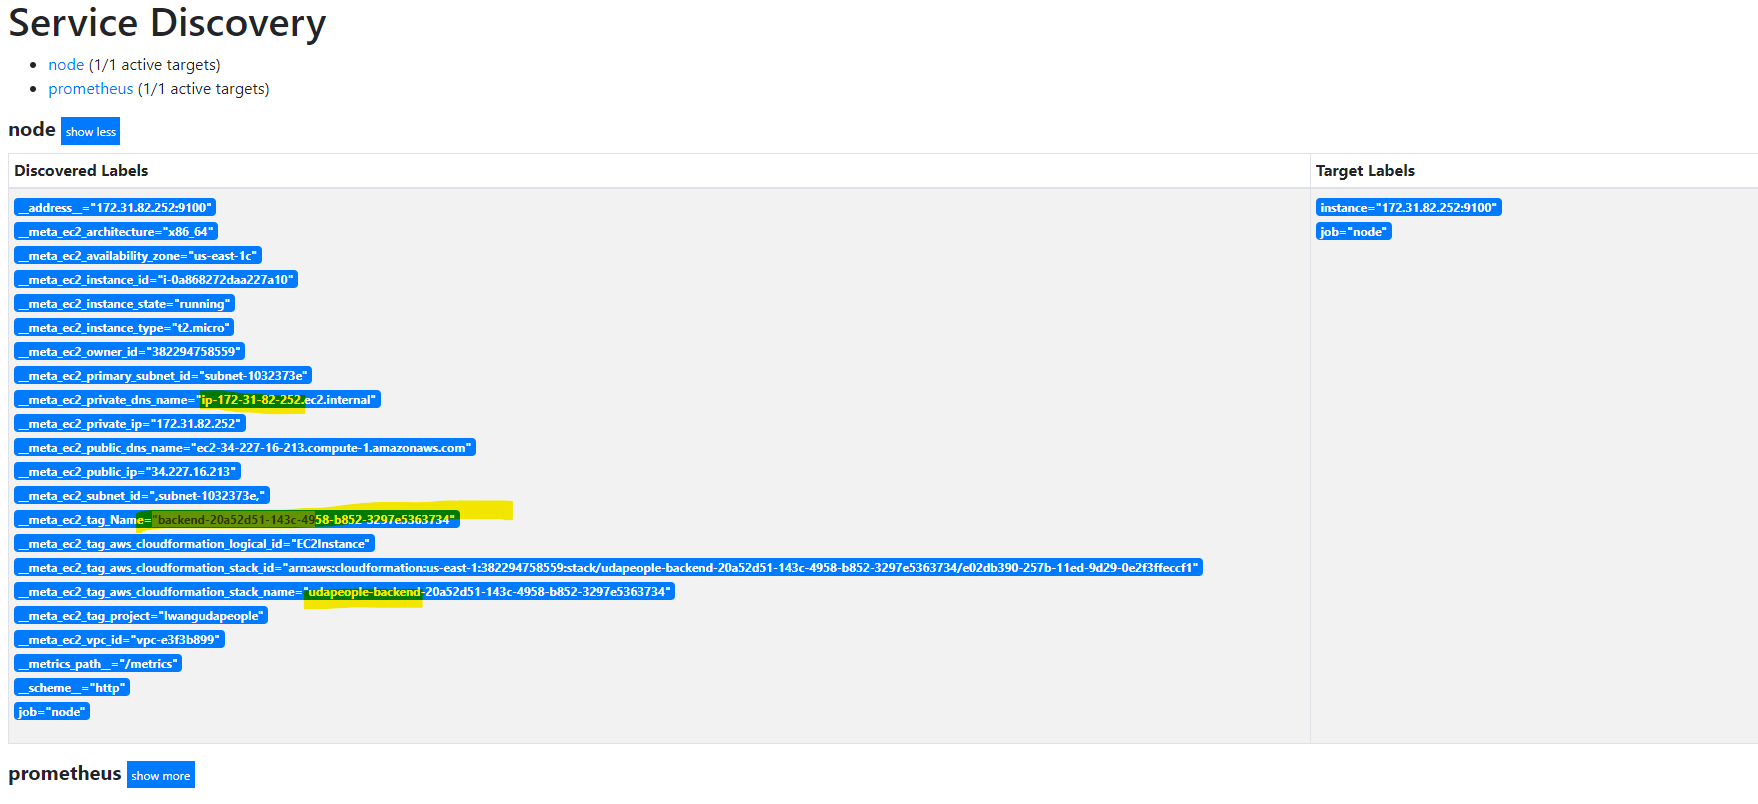 Service Discovery
node (1/1 active targets)
prometheus (1/1 active targets)
node show less
Discovered Labels Target Labels
__address__="172.31.82.252:9100" instance="172.31.82.252:9100"
__meta_ec2_architecture="x86_64" job="node"
__meta_ec2_availability_zone="us-east-1c"
__meta_ec2_instance_id="i-0a868272daa227a10"
__meta_ec2_instance_state="running"
__meta_ec2_instance_type="t2.micro"
__meta_ec2_owner_id="382294758559"
__meta_ec2_primary_subnet_id="subnet-1032373e"
__meta_ec2_private_dns_name="ip-172-31-82-252.ec2.internal"
__meta_ec2_private_ip="172.31.82.252"
__meta_ec2_public_dns_name="ec2-34-227-16-213.compute-1.amazonaws.com"
__meta_ec2_public_ip="34.227.16.213"
__meta_ec2_subnet_id=",subnet-1032373e,"
__meta_ec2_tag_Name="backend-20a52d51-143c-4958-b852-3297e5363734"
__meta_ec2_tag_aws_cloudformation_logical_id="EC2Instance"
__meta_ec2_tag_aws_cloudformation_stack_id="arn:aws:cloudformation:us-east-1:382294758559:stack/udapeople-backend-20a52d51-143c-4958-b852-3297e5363734/e02db390-257b-11ed-9d29-0e2f3ffeccf1"
__meta_ec2_tag_aws_cloudformation_stack_name="udapeople-backend-20a52d51-143c-4958-b852-3297e5363734"
__meta_ec2_tag_project="lwangudapeople"
__meta_ec2_vpc_id="vpc-e3f3b899"
__metrics_path__="/metrics"
__scheme__="http"
job="node"
prometheus show more